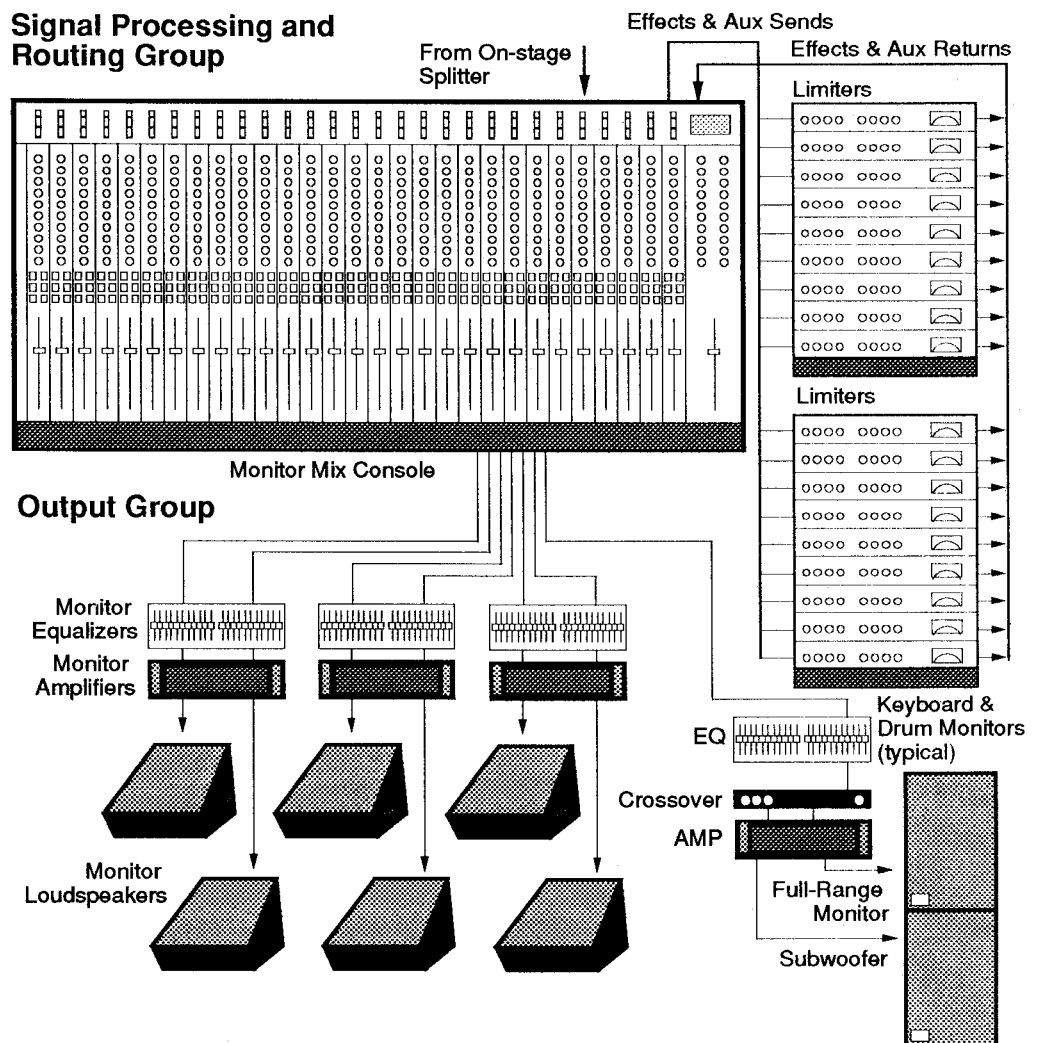 Signal Processing and
Routing Group
From On-stage
Splitter
Effects & Aux Sends
Effects & Aux Returns
Limiters
Limiters
Monitor Mix Console
Output Group
Monitor
Equalizers
Monitor
Amplifiers
Monitor
Loudspeakers
Keyboard &
Drum Monitors
(typical)
EQ
Crossover
AMP
Full-Range
Monitor
Subwoofer